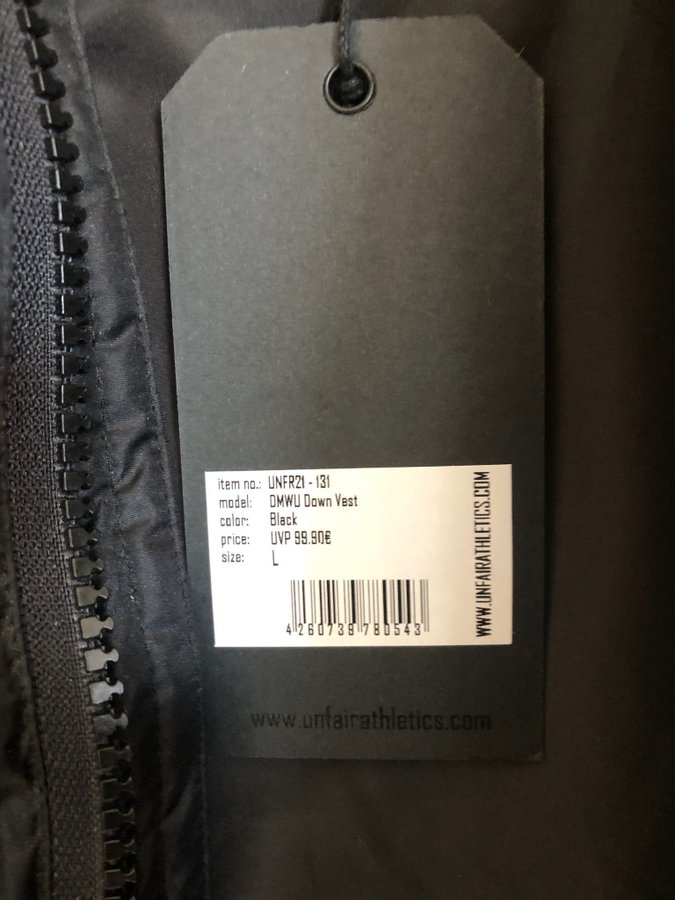 item no.: UNFR21 - 131
model: DMWU Down Vest
color: Black
price: UVP 99.90€
size: L
4 260739 780543
WWW.UNFAIRATHLETICS.COM
www.unfairathletics.com